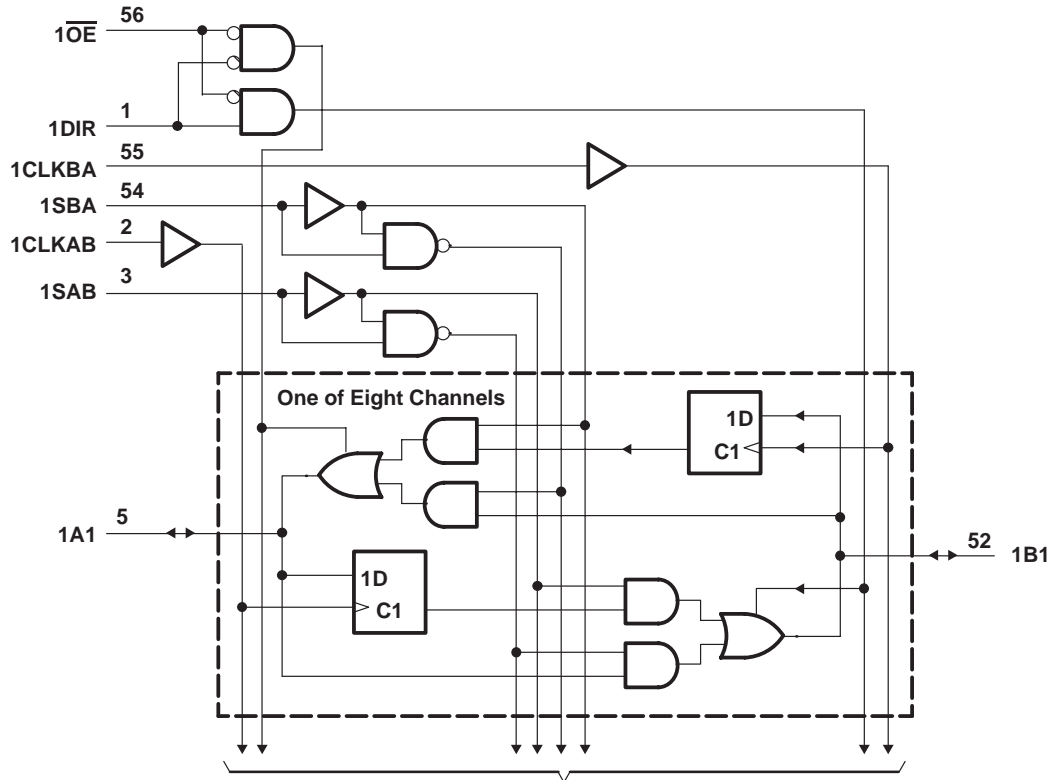 56
1OE
1
1DIR
55
1CLKBA
54
1SBA
2
1CLKAB
3
1SAB
One of Eight Channels
1D
C1
5
1A1
52
1B1
1D
C1